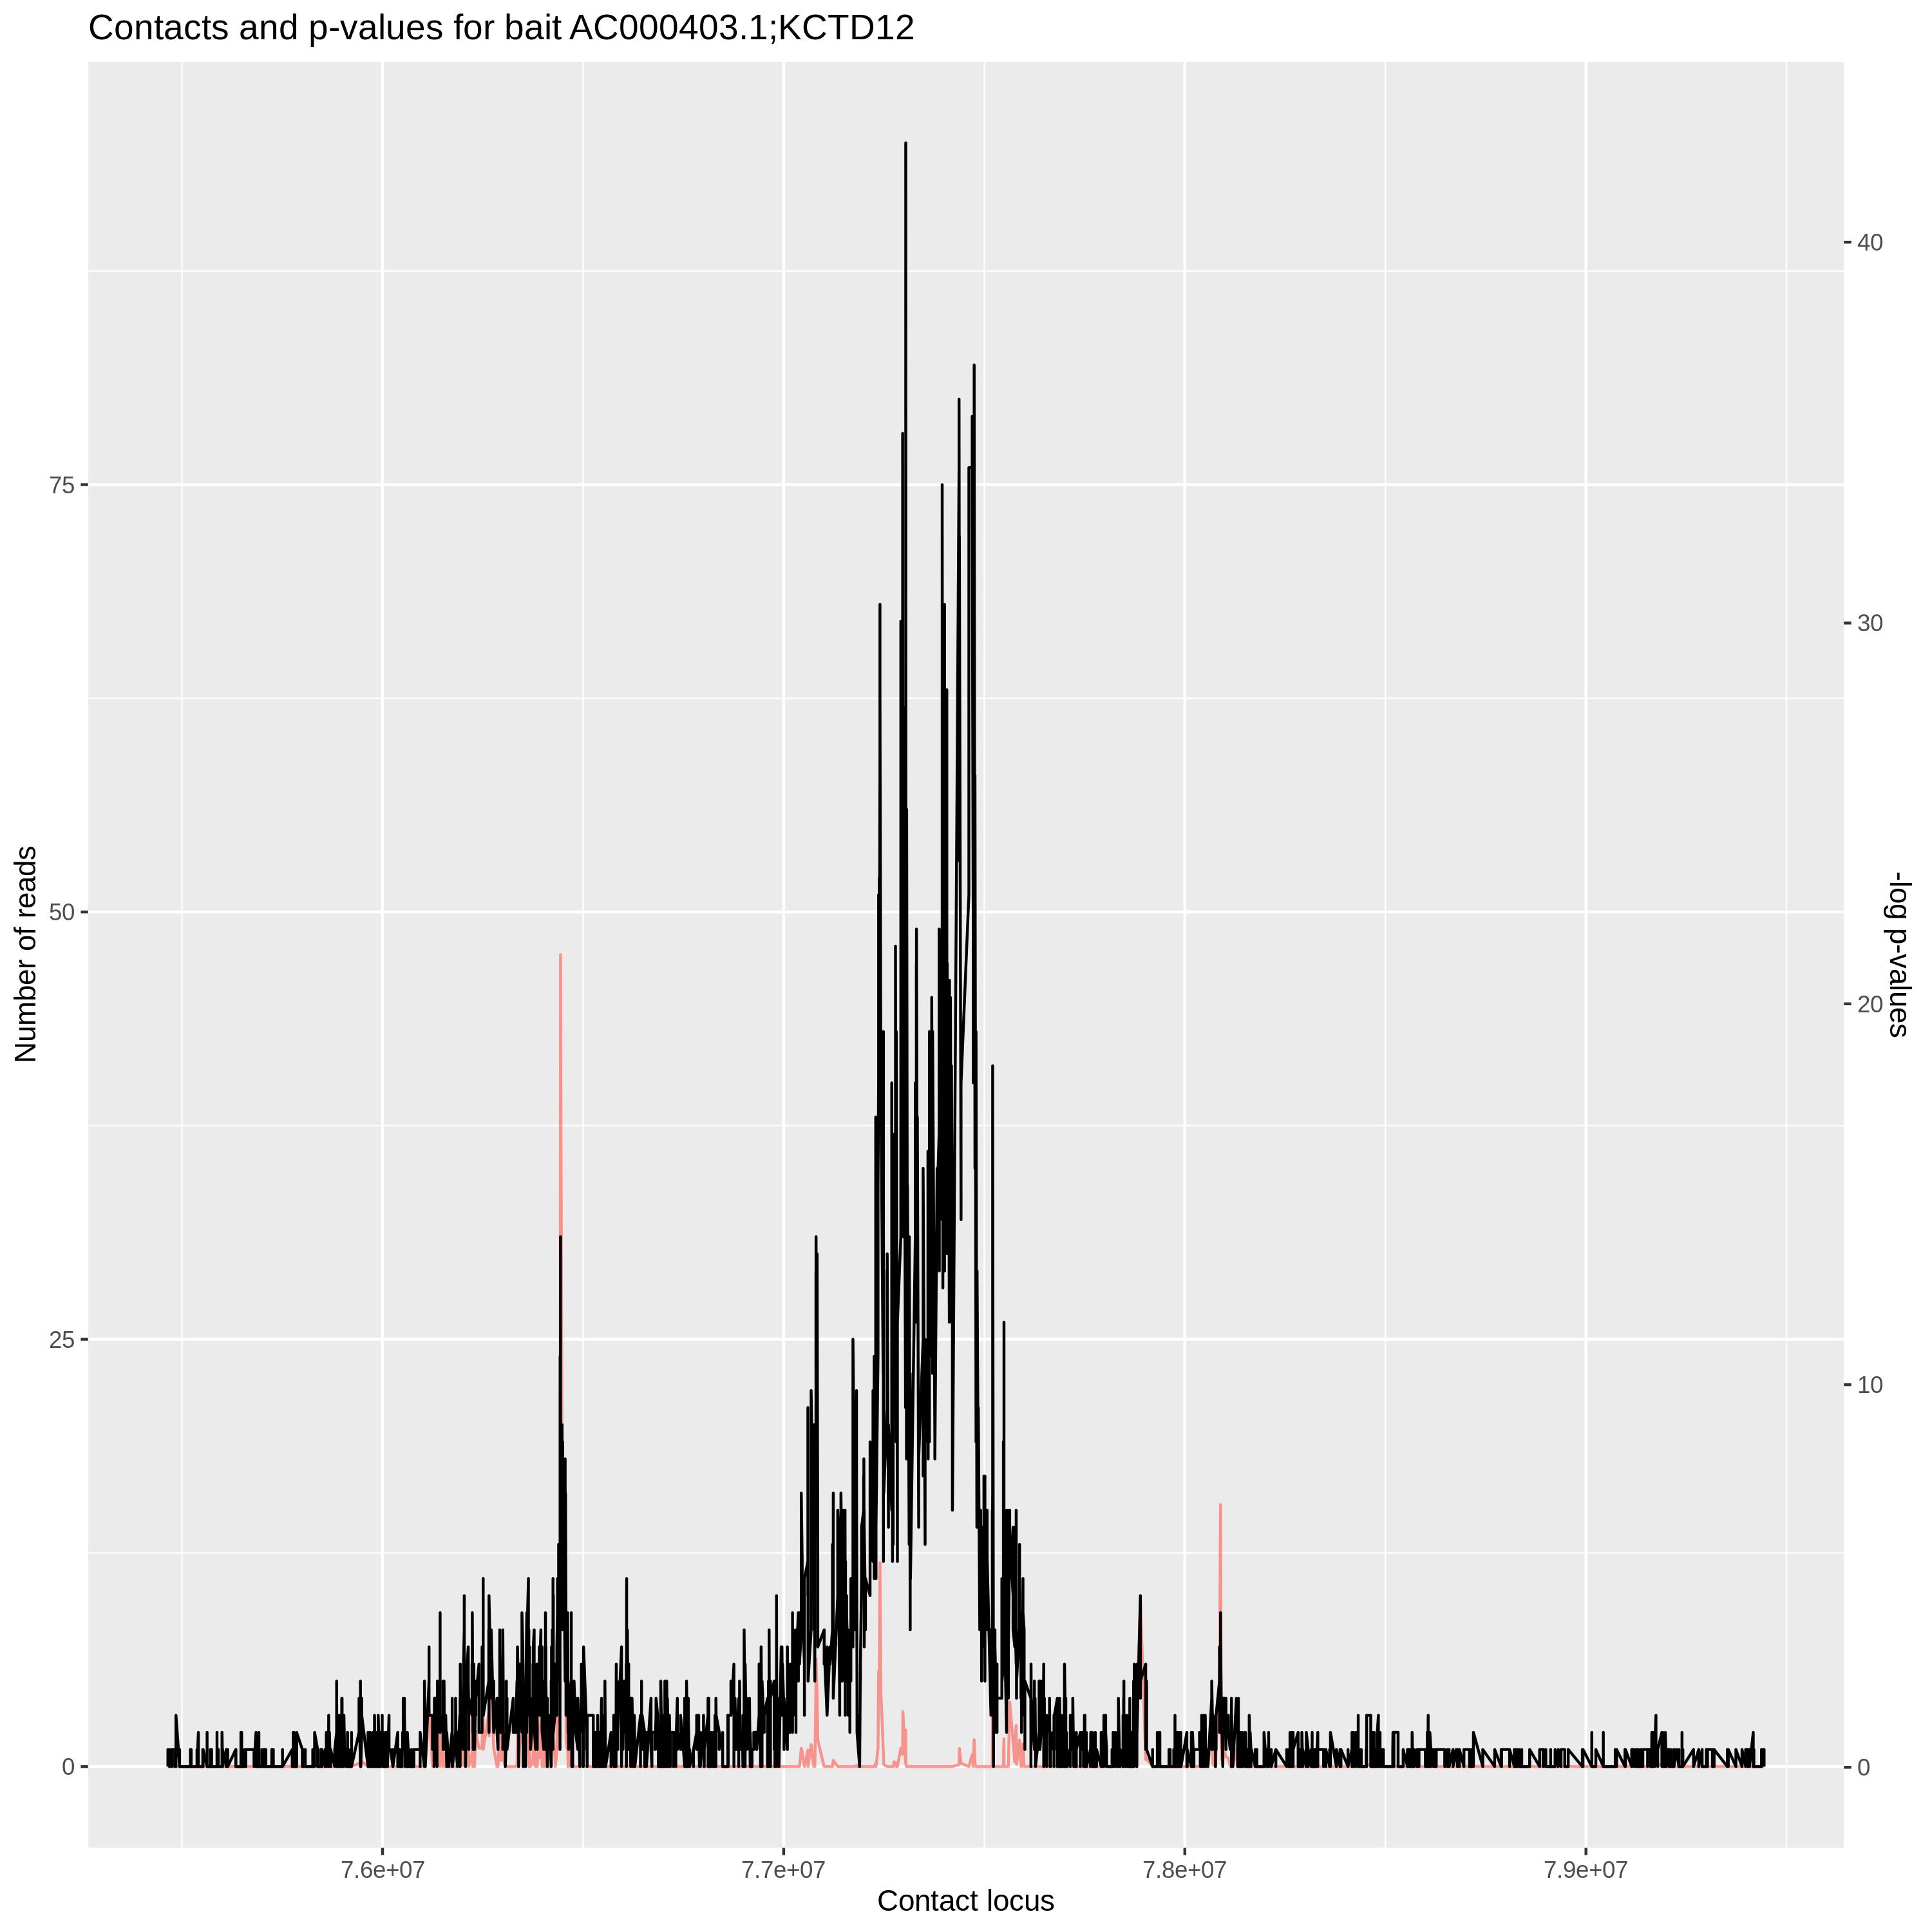 Contacts and p-values for bait AC000403.1;KCTD12
Number of reads
75
50
25
0
40
30
20
10
0
-log p-values
7.6e+07
7.7e+07
7.8e+07
7.9e+07
Contact locus